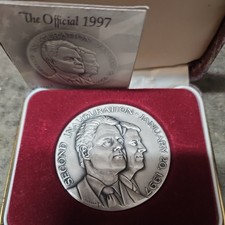 The Official 1997
SECOND INAUGURATION · JANUARY 20 1997